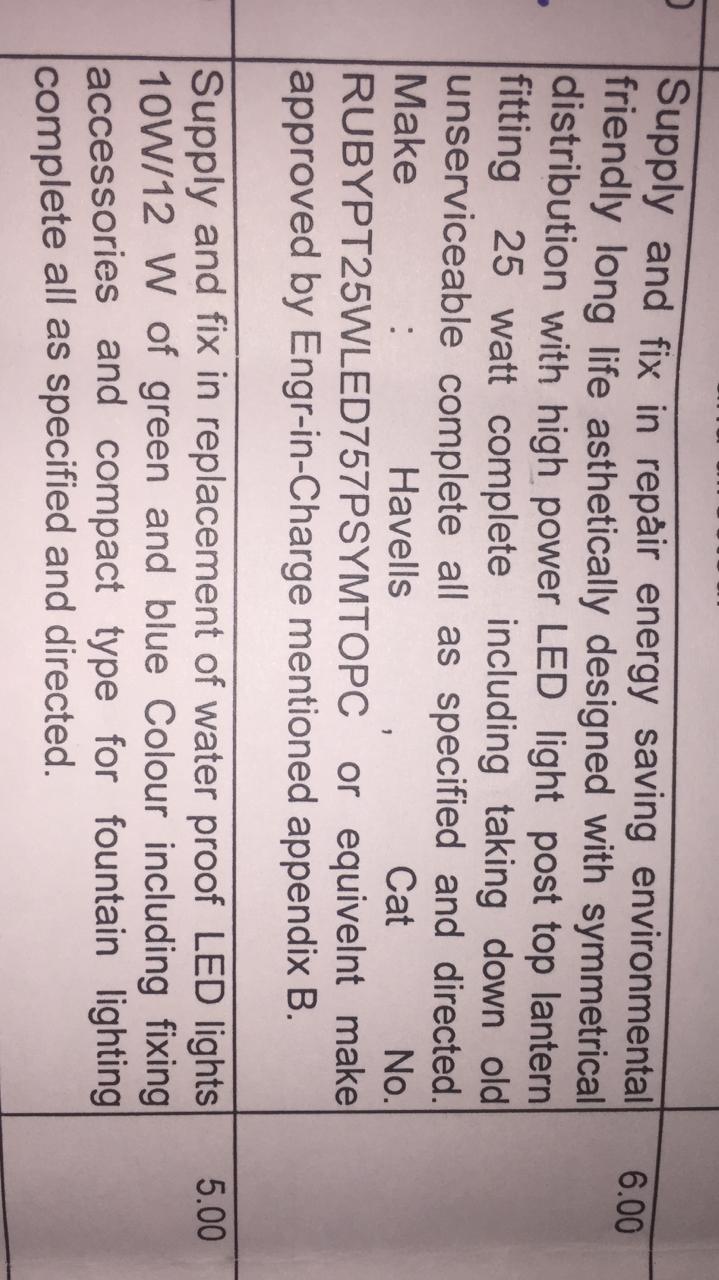 Supply and fix in repair energy saving environmental 6.00
friendly long life asthetically designed with symmetrical
distribution with high power LED light post top lantern
fitting 25 watt complete including taking down old
unserviceable complete all as specified and directed.
Make : Havells , Cat No.
RUBYPT25WLED757PSYMTOPC or equivelnt make
approved by Engr-in-Charge mentioned appendix B.
Supply and fix in replacement of water proof LED lights 5.00
10W/12 W of green and blue Colour including fixing
accessories and compact type for fountain lighting
complete all as specified and directed.